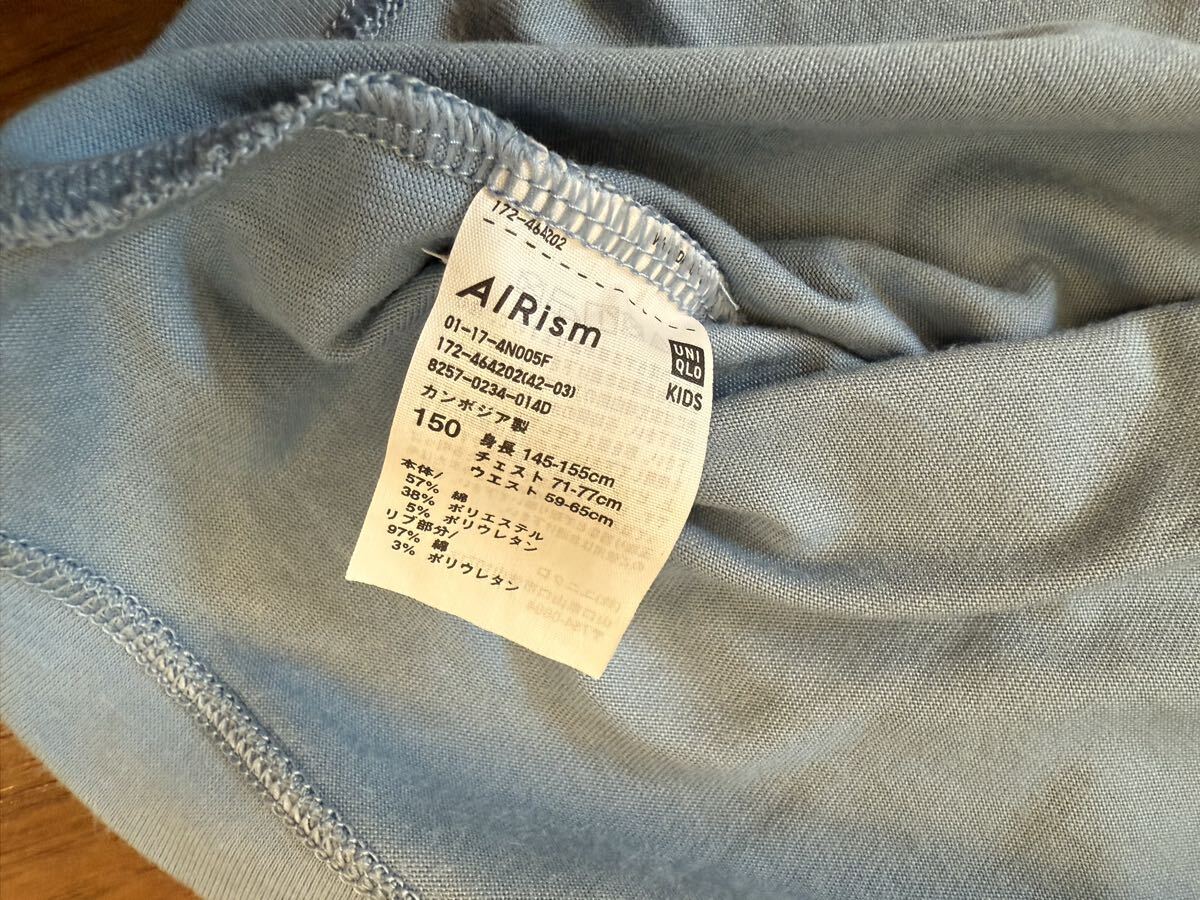 172-464202
AIRism
UNI
QLO
KIDS
01-17-4N005F
172-464202(42-03)
8257-0234-014D
カンボジア製
150 身長 145-155cm
チェスト 71-77cm
ウエスト 59-65cm
本体/
57% 綿
38% ポリエステル
5% ポリウレタン
リブ部分/
97% 綿
3% ポリウレタン